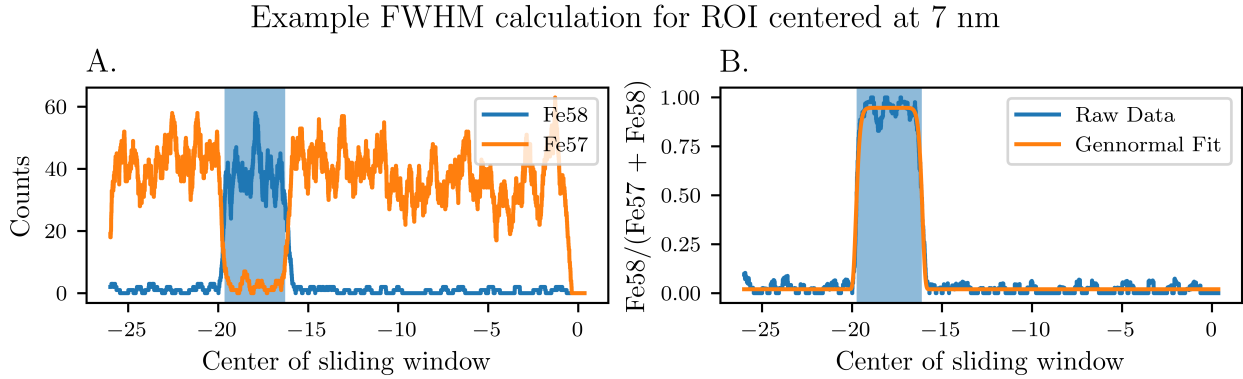 Example FWHM calculation for ROI centered at 7 nm
A.
60
40
20
0
Counts
Fe58
Fe57
−25
−20
−15
−10
−5
0
Center of sliding window
B.
1.00
0.75
0.50
0.25
0.00
Fe58/(Fe57 + Fe58)
Raw Data
Gennormal Fit
−25
−20
−15
−10
−5
0
Center of sliding window